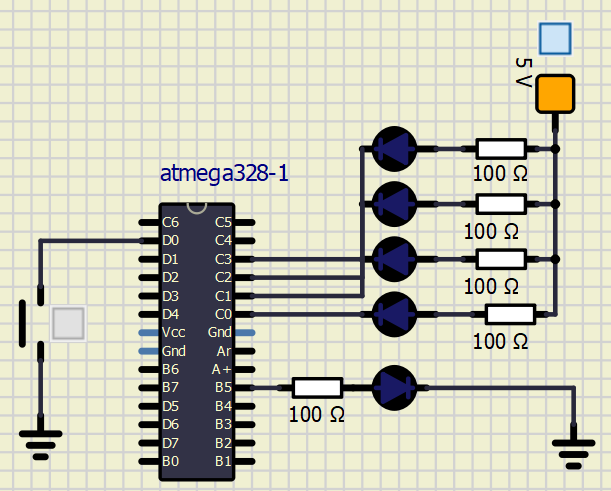 5 V
atmega328-1
100 Ω
100 Ω
100 Ω
100 Ω
100 Ω
C6 C5
D0 C4
D1 C3
D2 C2
D3 C1
D4 C0
Vcc Gnd
Gnd Ar
B6 A+
B7 B5
D5 B4
D6 B3
D7 B2
B0 B1